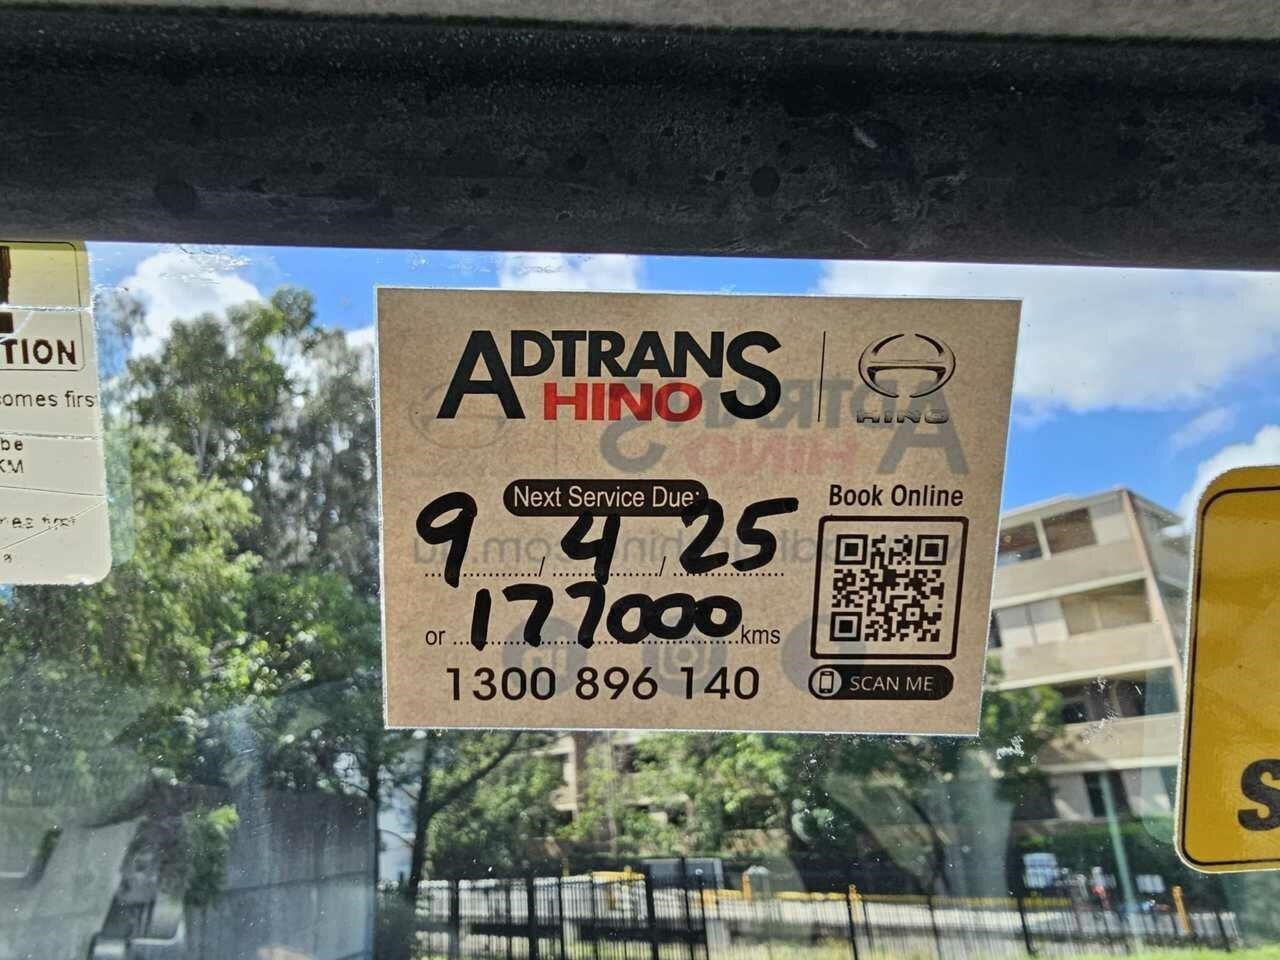 ADTRANS
HINO
HINO
Next Service Due:
9 / 4 / 25
or 177000 kms
1300 896 140
Book Online
SCAN ME
TION
comes first
be
KM
S